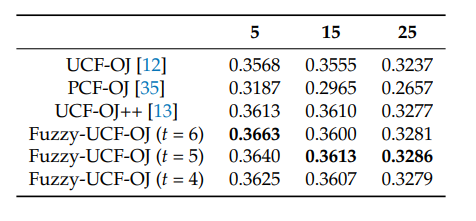 5 15 25
UCF-OJ [12] 0.3568 0.3555 0.3237
PCF-OJ [35] 0.3187 0.2965 0.2657
UCF-OJ++ [13] 0.3613 0.3610 0.3277
Fuzzy-UCF-OJ (t = 6) 0.3663 0.3600 0.3281
Fuzzy-UCF-OJ (t = 5) 0.3640 0.3613 0.3286
Fuzzy-UCF-OJ (t = 4) 0.3625 0.3607 0.3279